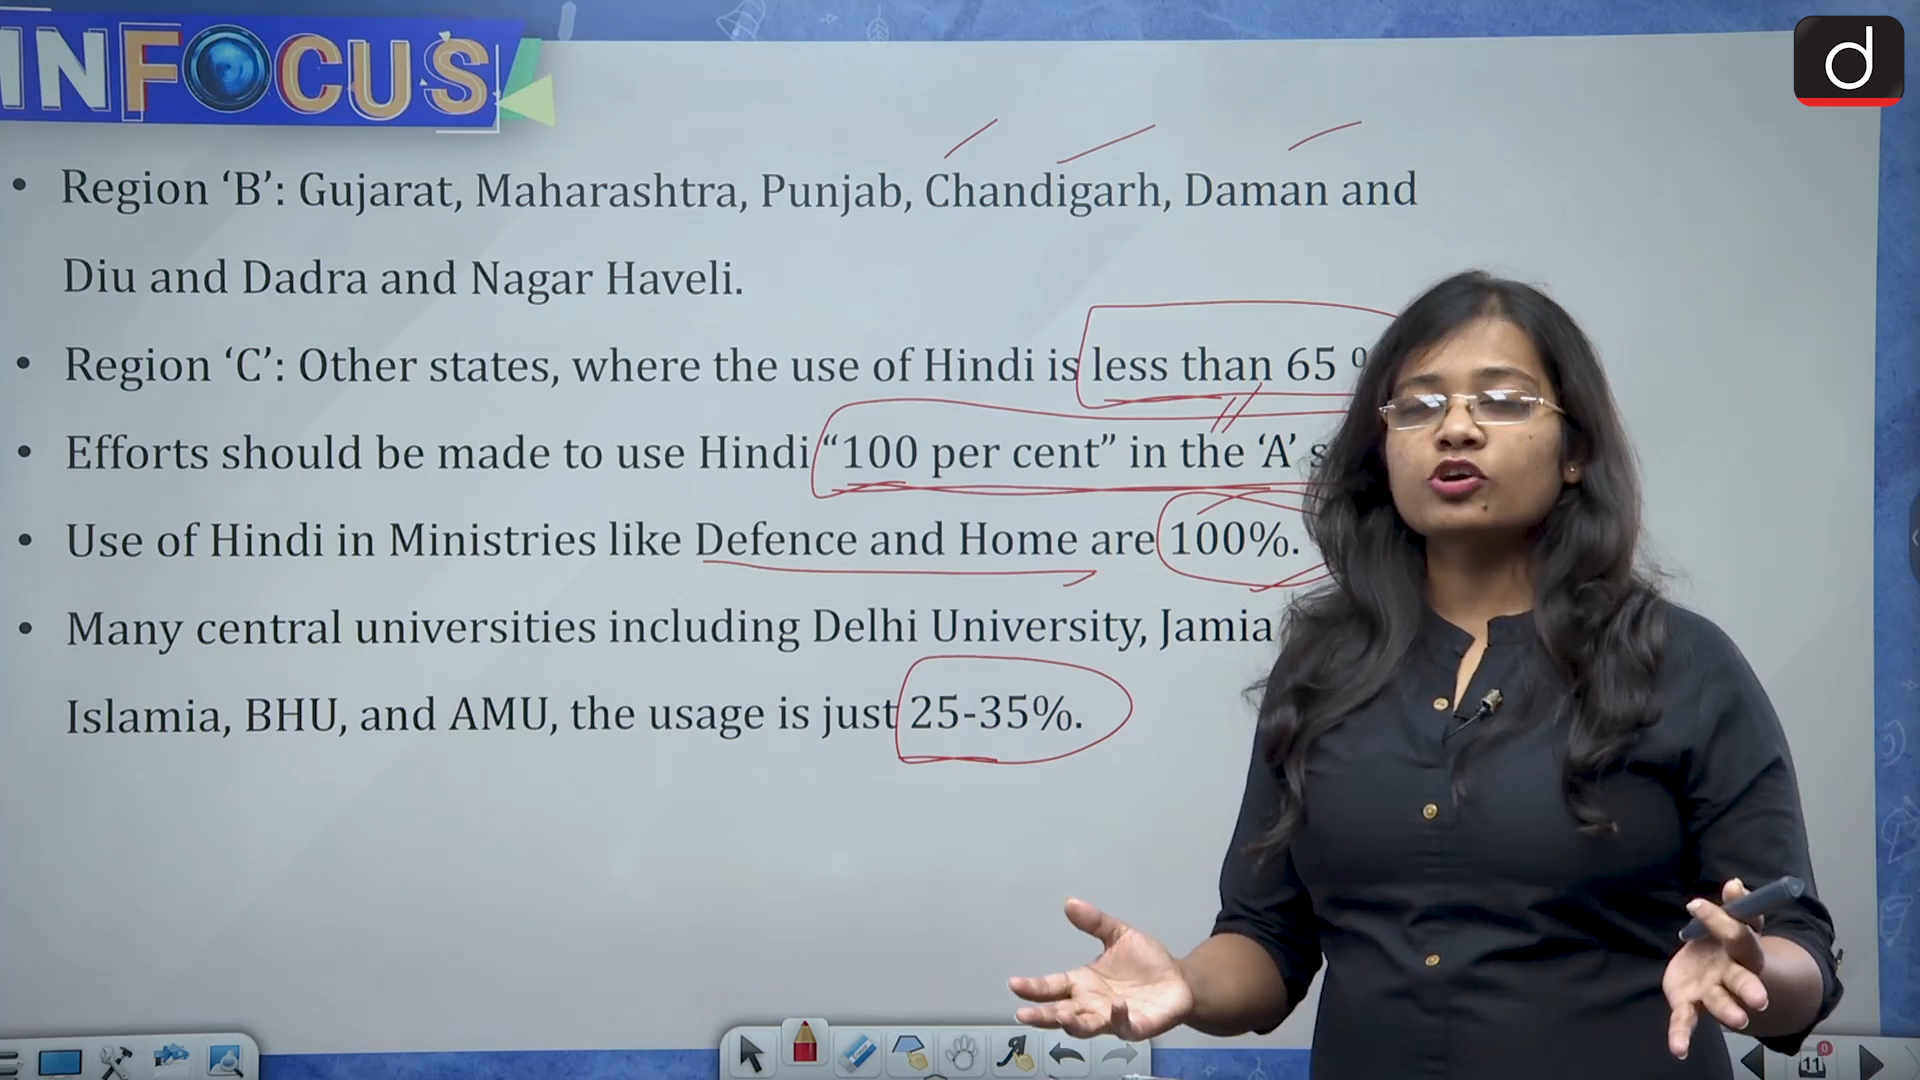 INFOCUS
d
• Region ‘B’: Gujarat, Maharashtra, Punjab, Chandigarh, Daman and
Diu and Dadra and Nagar Haveli.
• Region ‘C’: Other states, where the use of Hindi is less than 65
• Efforts should be made to use Hindi “100 per cent” in the ‘A’
• Use of Hindi in Ministries like Defence and Home are 100%.
• Many central universities including Delhi University, Jamia
Islamia, BHU, and AMU, the usage is just 25-35%.
11
0